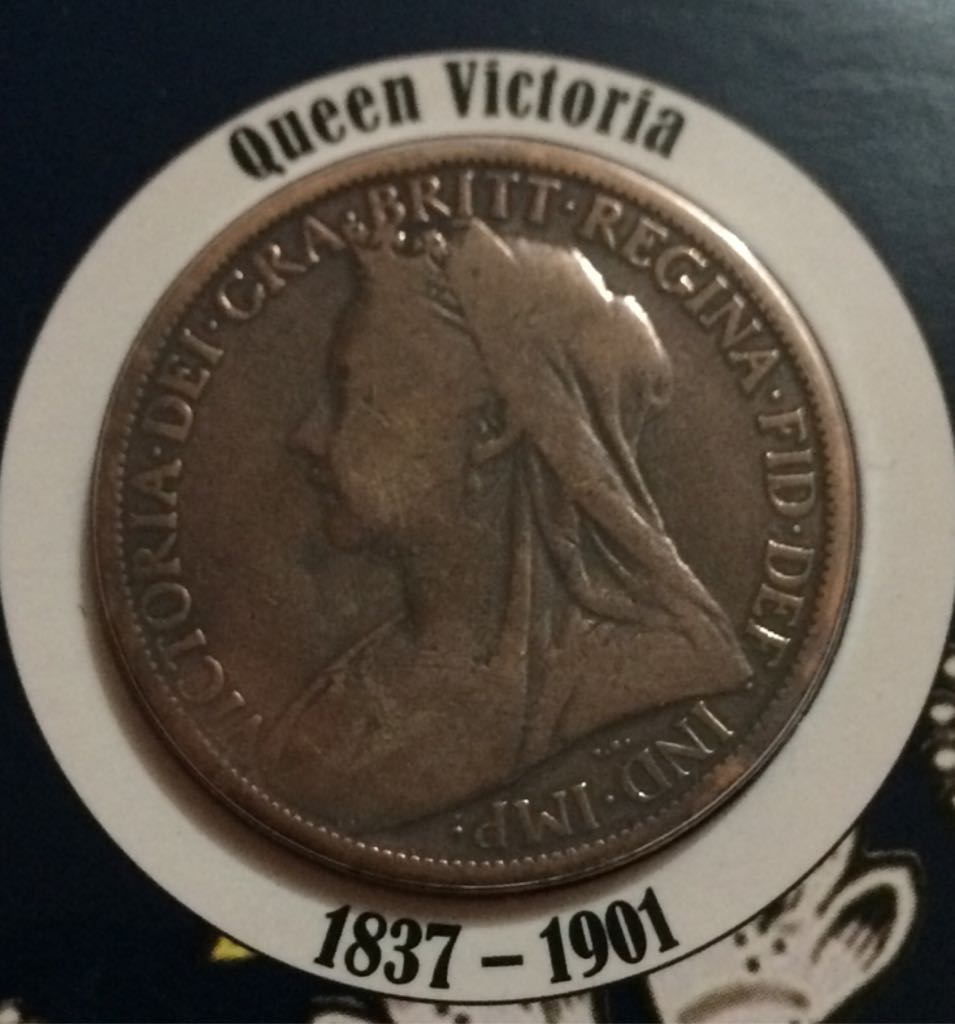 Queen Victoria
VICTORIA·DEI·GRA·BRITT·REGINA·FID·DEF·IND·IMP·
1837 – 1901